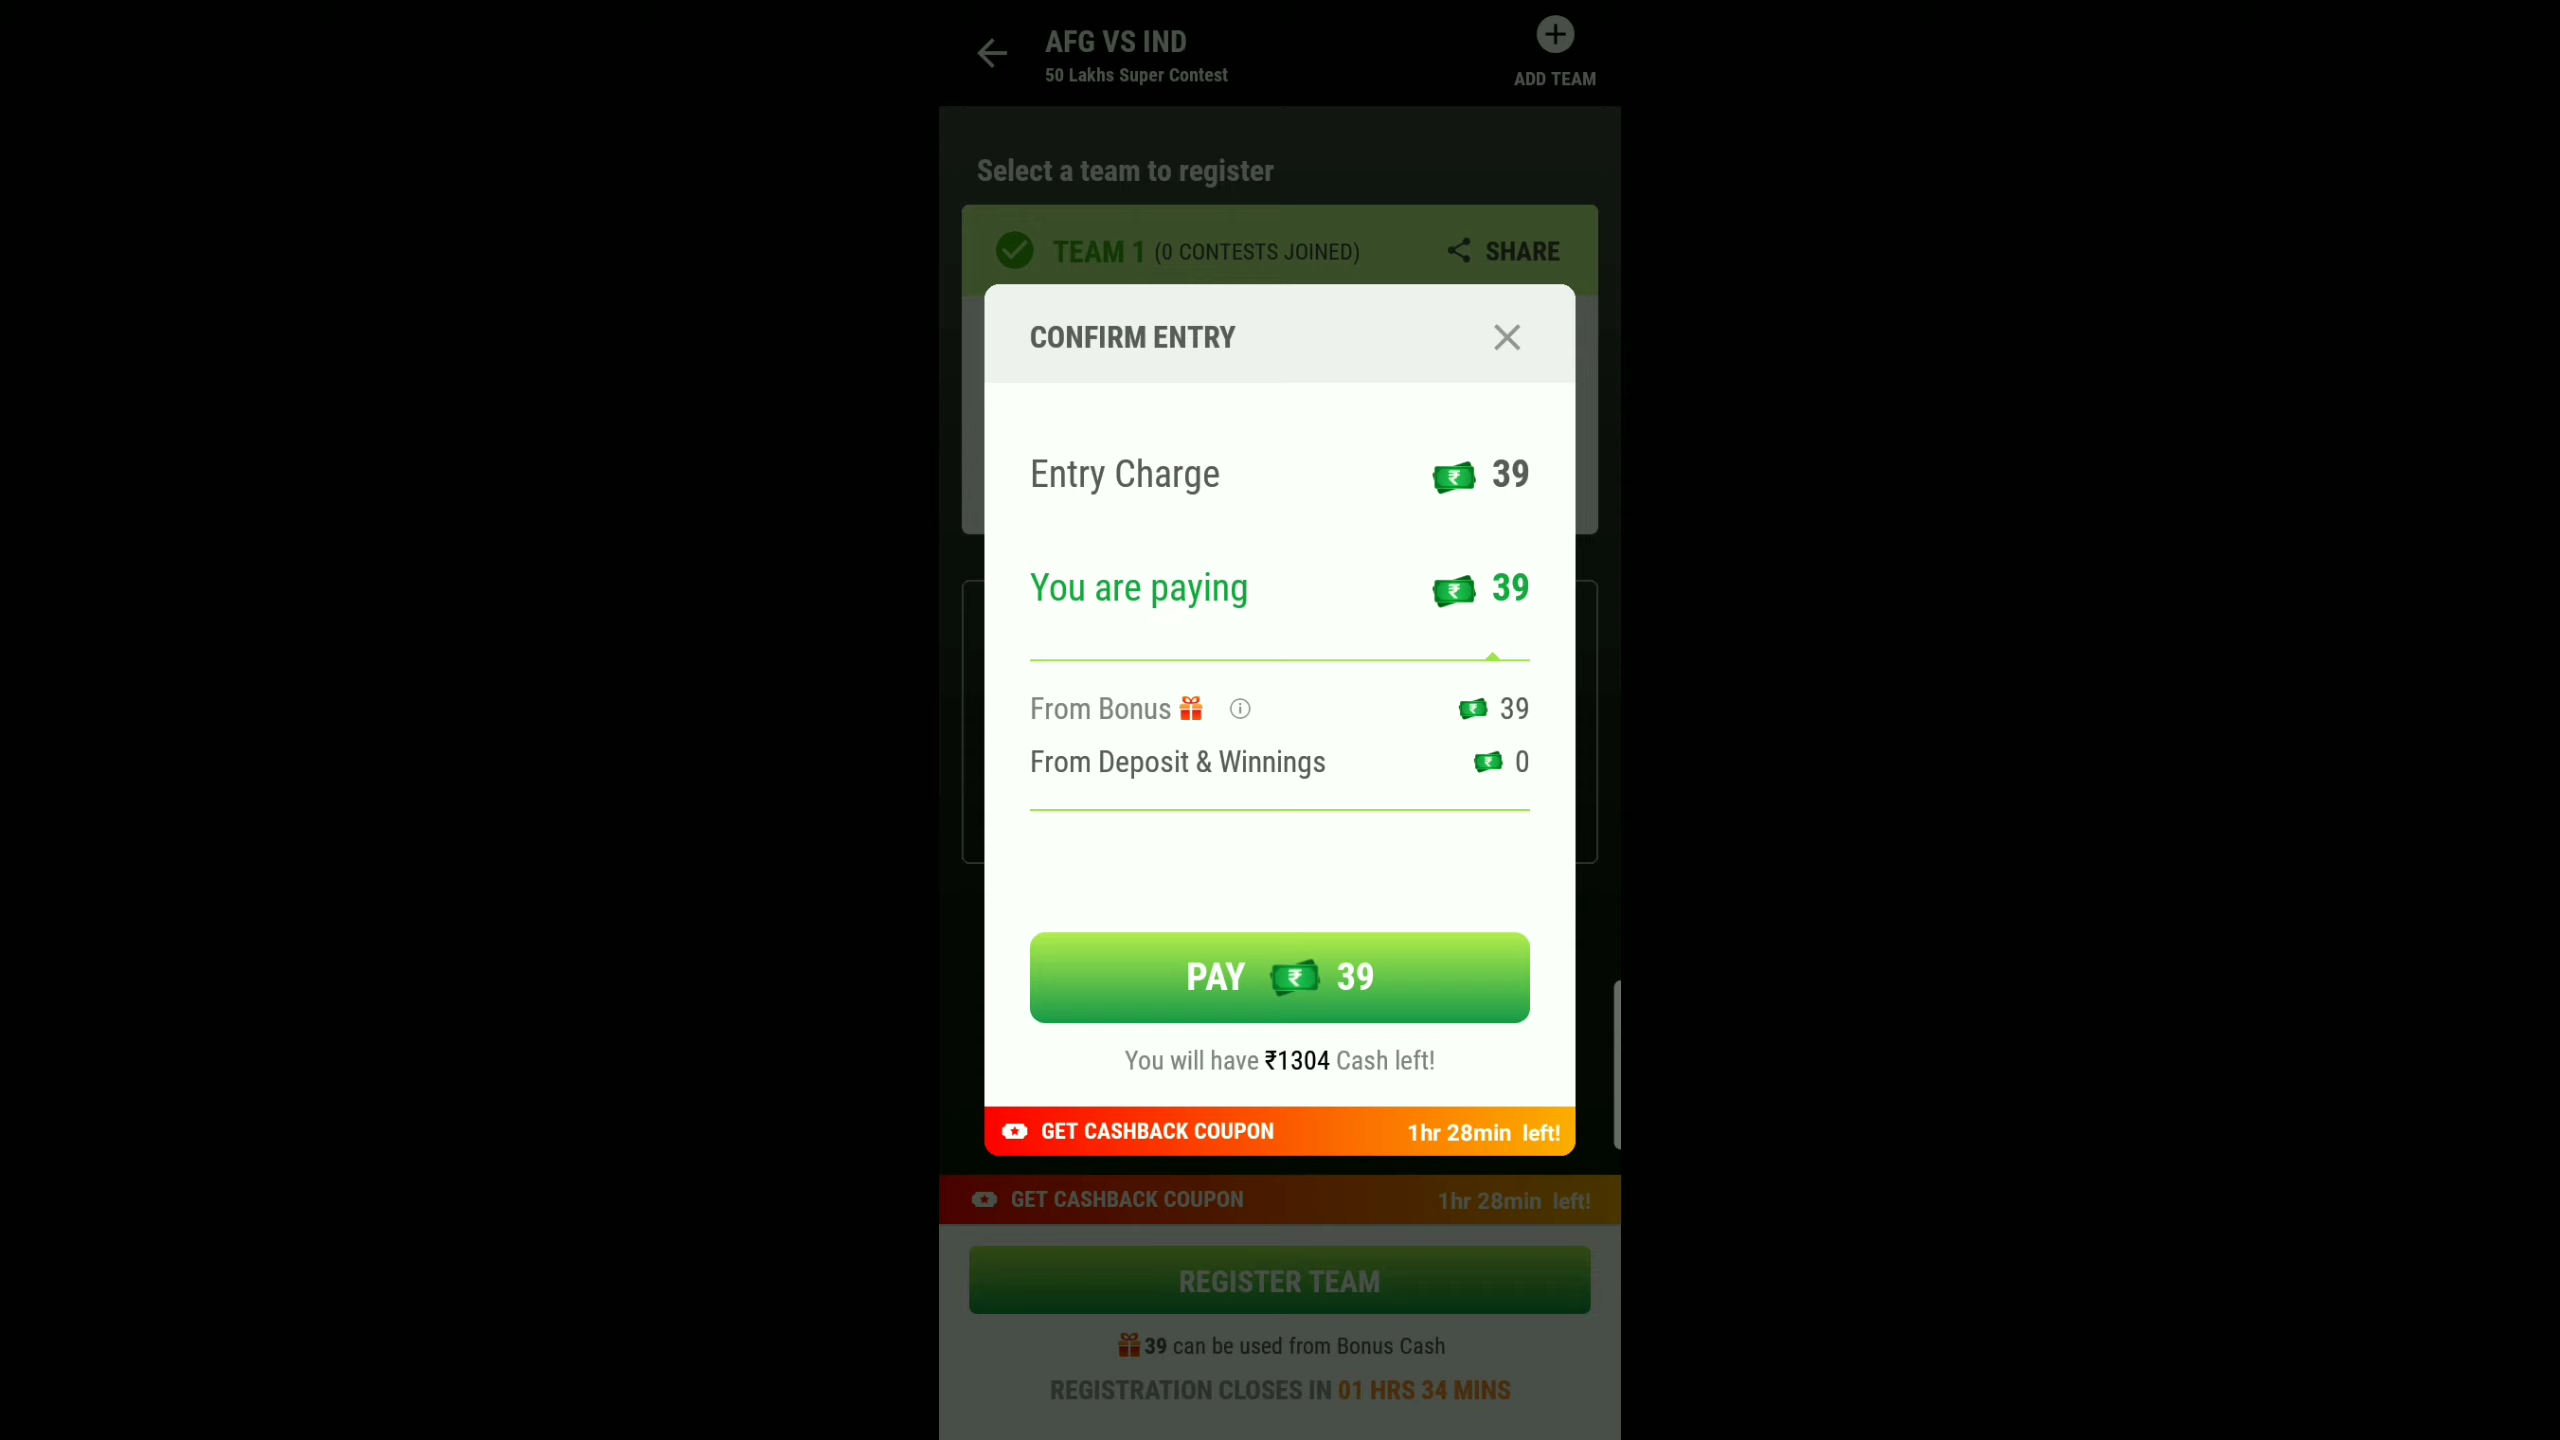 AFG VS IND
50 Lakhs Super Contest
ADD TEAM
Select a team to register
TEAM 1 (0 CONTESTS JOINED)
SHARE
CONFIRM ENTRY
Entry Charge ₹ 39
You are paying ₹ 39
From Bonus ₹ 39
From Deposit & Winnings ₹ 0
PAY ₹ 39
You will have ₹1304 Cash left!
GET CASHBACK COUPON 1hr 28min left!
GET CASHBACK COUPON 1hr 28min left!
REGISTER TEAM
39 can be used from Bonus Cash
REGISTRATION CLOSES IN 01 HRS 34 MINS